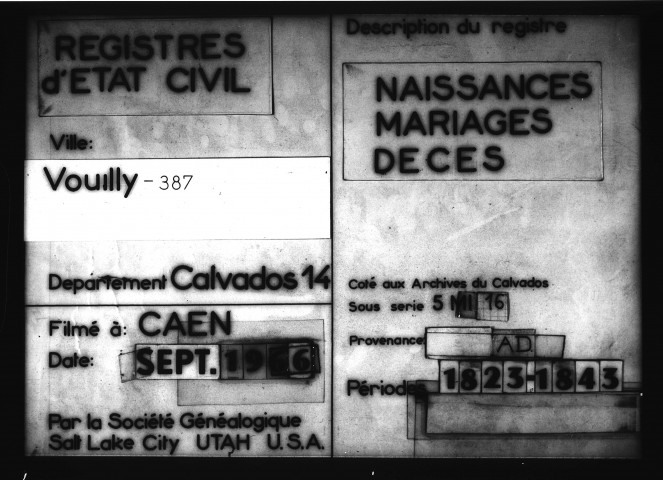 REGISTRES
d'ETAT CIVIL
Ville:
Vouilly - 387
Departement Calvados 14
Filmé à: CAEN
Date: SEPT. 19 6
Par la Société Généalogique
Salt Lake City UTAH U.S.A.
Description du registre
NAISSANCES
MARIAGES
DECES
Coté aux Archives du Calvados
Sous serie 5 MI 16
Provenance A.D.
Période 1823-1843